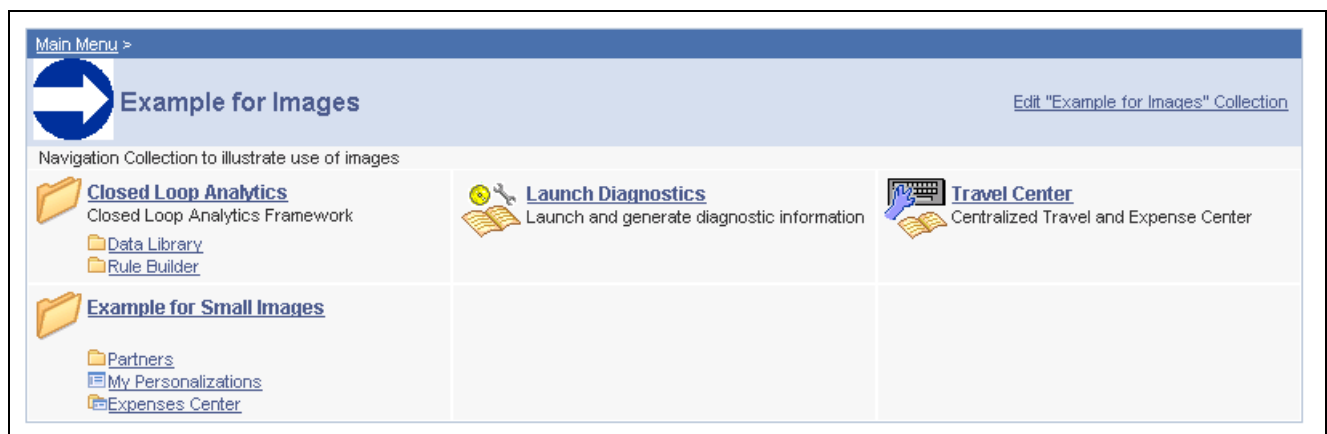 Main Menu >
Example for Images
Edit "Example for Images" Collection
Navigation Collection to illustrate use of images
Closed Loop Analytics
Closed Loop Analytics Framework
Data Library
Rule Builder
Launch Diagnostics
Launch and generate diagnostic information
Travel Center
Centralized Travel and Expense Center
Example for Small Images
Partners
My Personalizations
Expenses Center